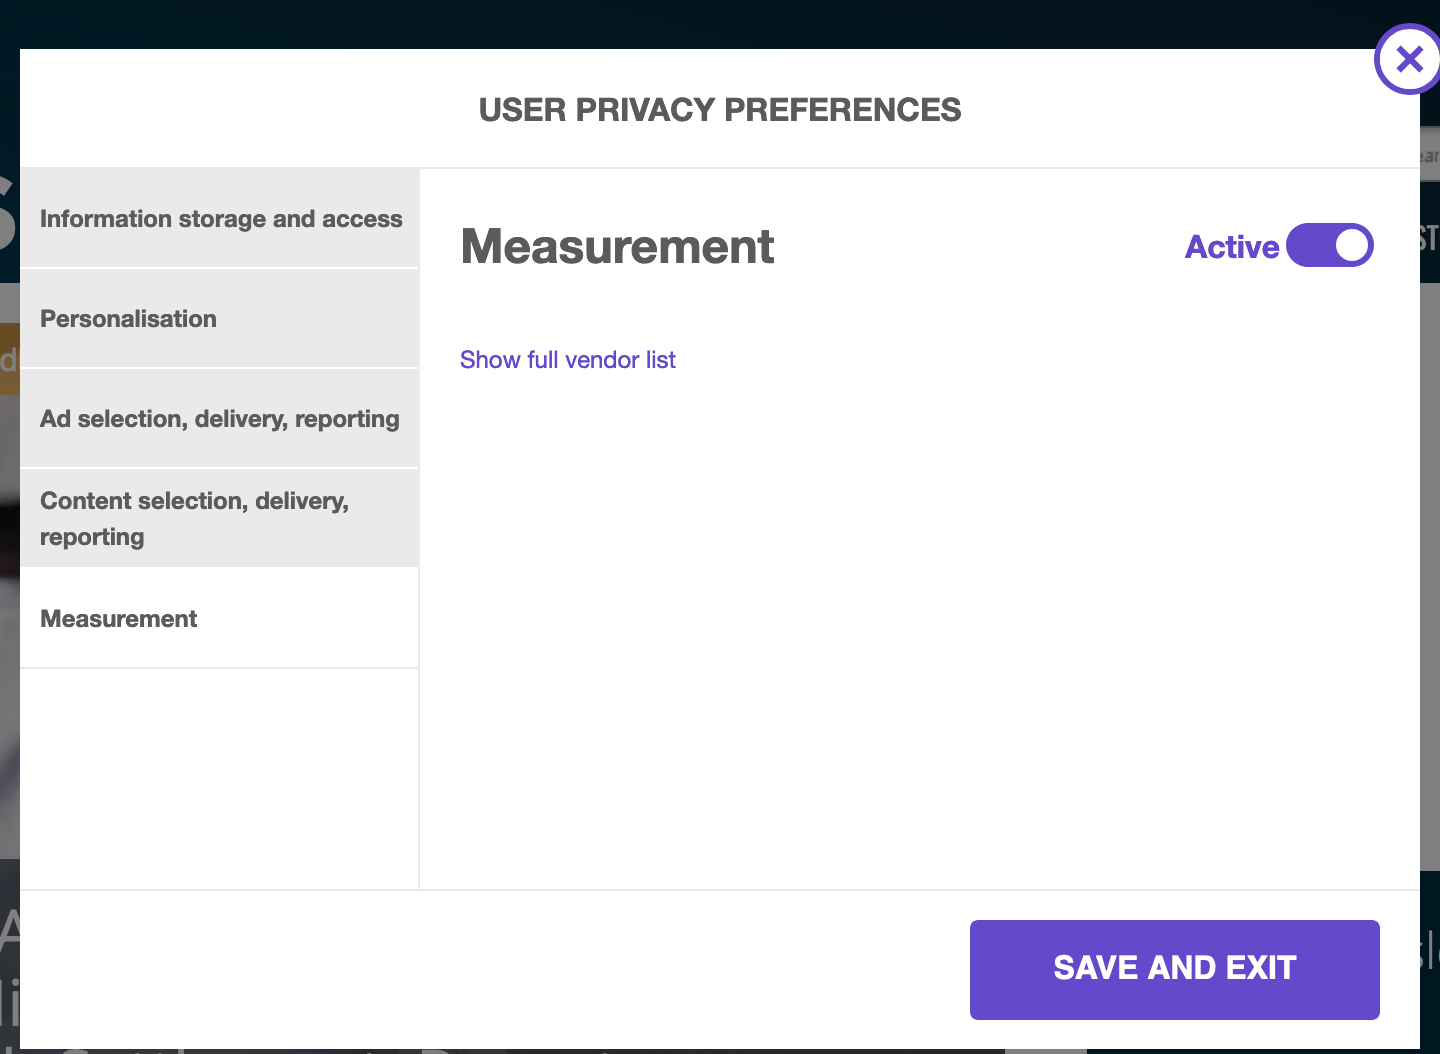 USER PRIVACY PREFERENCES
Information storage and access
Personalisation
Ad selection, delivery, reporting
Content selection, delivery,
reporting
Measurement
Measurement
Active
Show full vendor list
SAVE AND EXIT